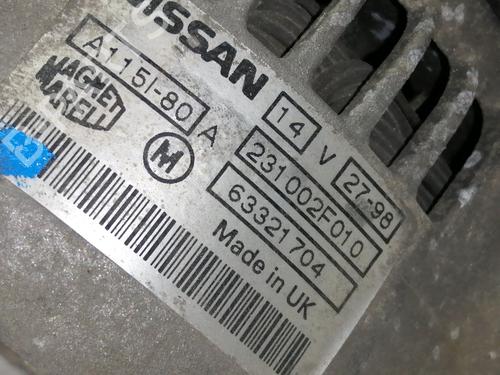 NISSAN
A115I-80 A 14 V 27-98
MAGNETI MARELLI
M 231002F010
63321704
Made in UK